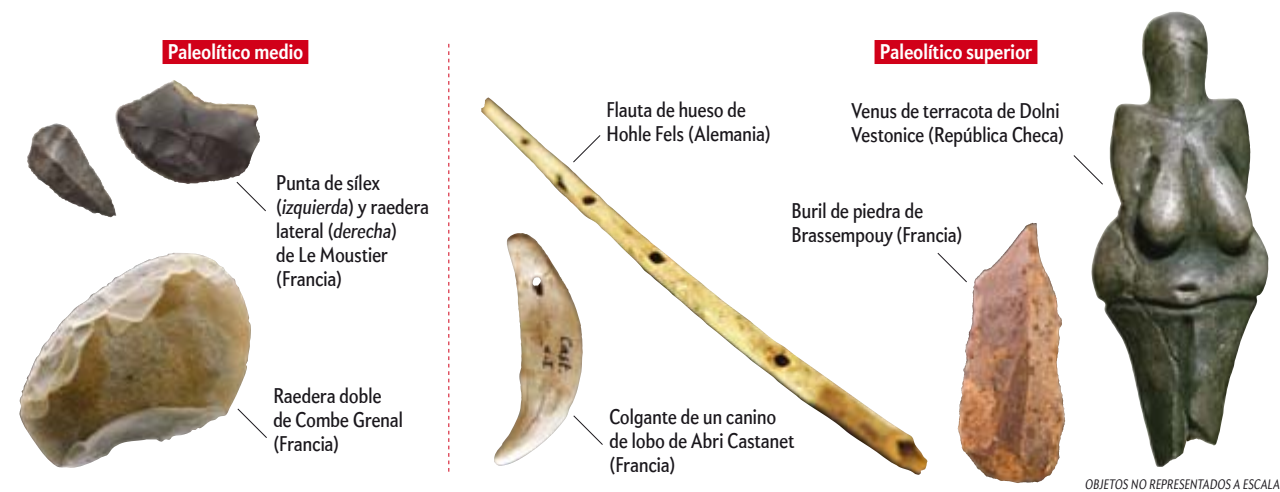 Paleolítico medio
Punta de sílex
(izquierda) y raedera
lateral (derecha)
de Le Moustier
(Francia)
Raedera doble
de Combe Grenal
(Francia)
Paleolítico superior
Flauta de hueso de
Hohle Fels (Alemania)
Venus de terracota de Dolni
Vestonice (República Checa)
Buril de piedra de
Brassempouy (Francia)
Colgante de un canino
de lobo de Abri Castanet
(Francia)
Cast.
OBJETOS NO REPRESENTADOS A ESCALA